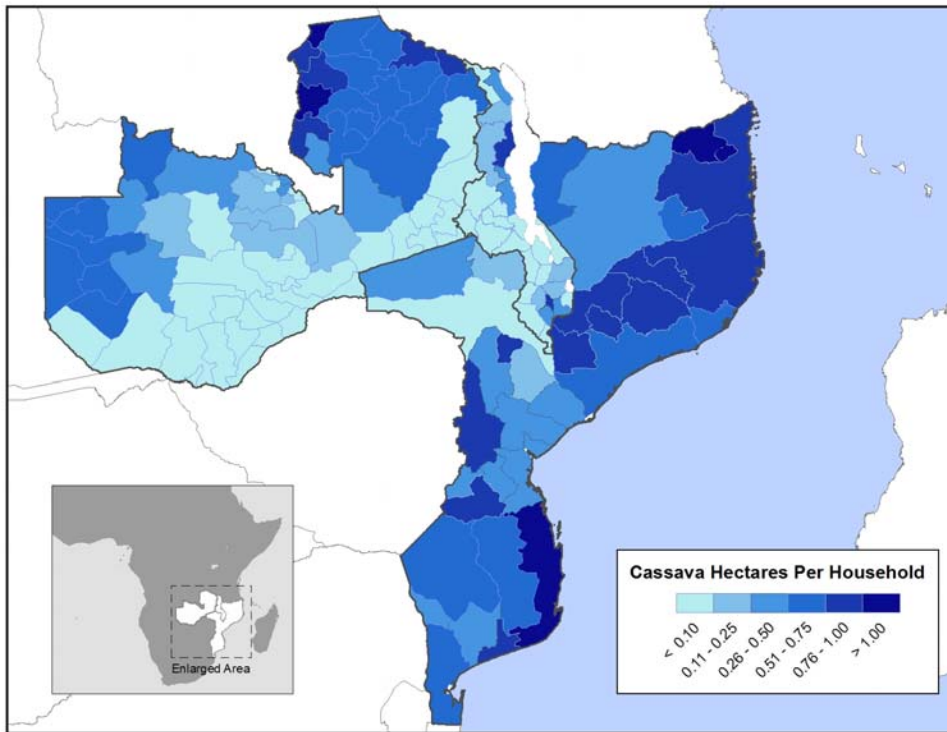 Enlarged Area
Cassava Hectares Per Household
< 0.10
0.11 - 0.25
0.26 - 0.50
0.51 - 0.75
0.76 - 1.00
> 1.00